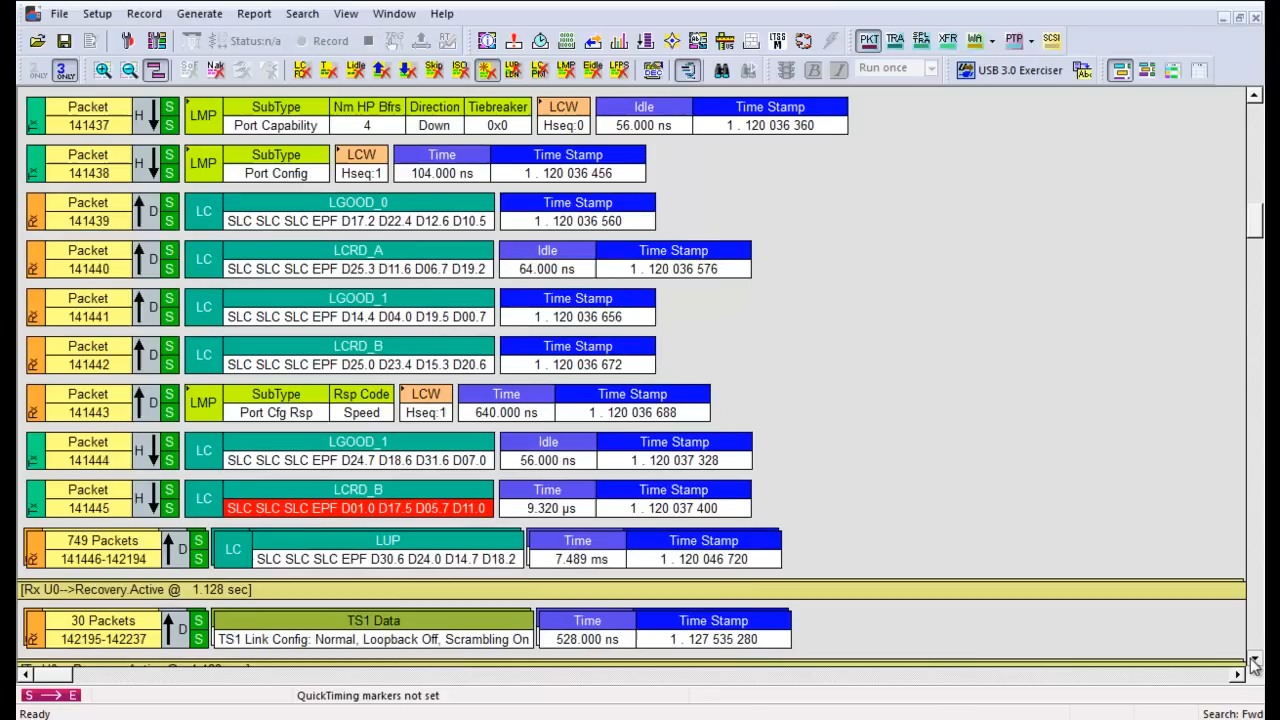 File Setup Record Generate Report Search View Window Help
Status:n/a Record PKT TRA XFR PTP SCSI
3 ONLY Run once USB 3.0 Exerciser
Packet H S LMP SubType Nm HP Bfrs Direction Tiebreaker LCW Idle Time Stamp
141437 S Port Capability 4 Down 0x0 Hseq:0 56.000 ns 1 . 120 036 360
Packet H S LMP SubType LCW Time Time Stamp
141438 S Port Config Hseq:1 104.000 ns 1 . 120 036 456
Packet D S LC LGOOD_0 Time Stamp
141439 S SLC SLC SLC EPF D17.2 D22.4 D12.6 D10.5 1 . 120 036 560
Packet D S LC LCRD_A Idle Time Stamp
141440 S SLC SLC SLC EPF D25.3 D11.6 D06.7 D19.2 64.000 ns 1 . 120 036 576
Packet D S LC LGOOD_1 Time Stamp
141441 S SLC SLC SLC EPF D14.4 D04.0 D19.5 D00.7 1 . 120 036 656
Packet D S LC LCRD_B Time Stamp
141442 S SLC SLC SLC EPF D25.0 D23.4 D15.3 D20.6 1 . 120 036 672
Packet D S LMP SubType Rsp Code LCW Time Time Stamp
141443 S Port Cfg Rsp Speed Hseq:1 640.000 ns 1 . 120 036 688
Packet H S LC LGOOD_1 Idle Time Stamp
141444 S SLC SLC SLC EPF D24.7 D18.6 D31.6 D07.0 56.000 ns 1 . 120 037 328
Packet H S LC LCRD_B Time Time Stamp
141445 S SLC SLC SLC EPF D01.0 D17.5 D05.7 D11.0 9.320 µs 1 . 120 037 400
749 Packets D S LC LUP Time Time Stamp
141446-142194 S SLC SLC SLC EPF D30.6 D24.0 D14.7 D18.2 7.489 ms 1 . 120 046 720
[Rx U0-->Recovery.Active @ 1.128 sec]
30 Packets D S TS1 Data Time Time Stamp
142195-142237 S TS1 Link Config: Normal, Loopback Off, Scrambling On 528.000 ns 1 . 127 535 280
S → E QuickTiming markers not set
Ready Search: Fwd